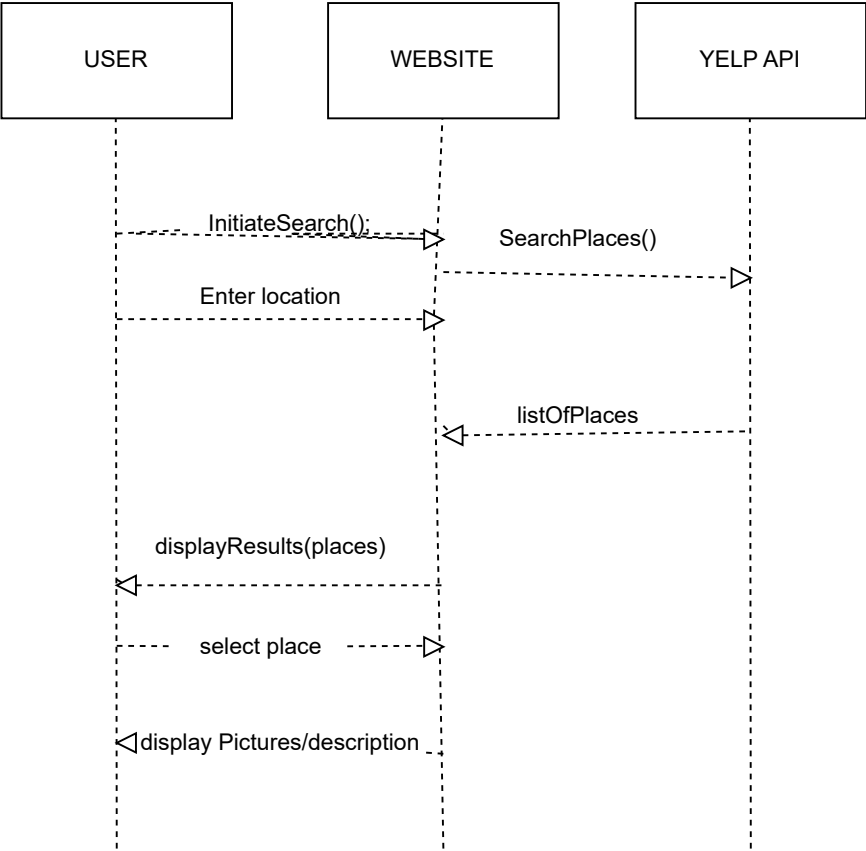 USER
WEBSITE
YELP API
InitiateSearch();
SearchPlaces()
Enter location
listOfPlaces
displayResults(places)
select place
display Pictures/description